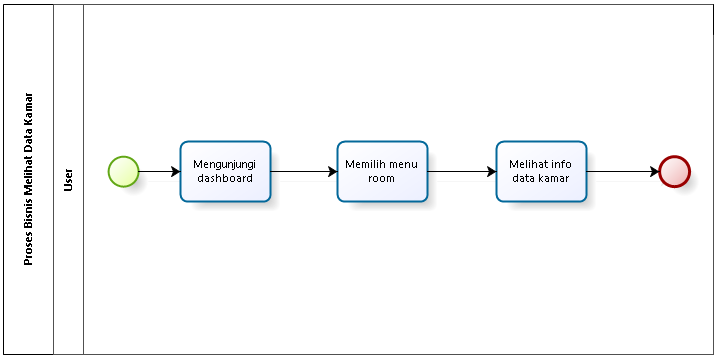 Proses Bisnis Melihat Data Kamar
User
Mengunjungi
dashboard
Memilih menu
room
Melihat info
data kamar